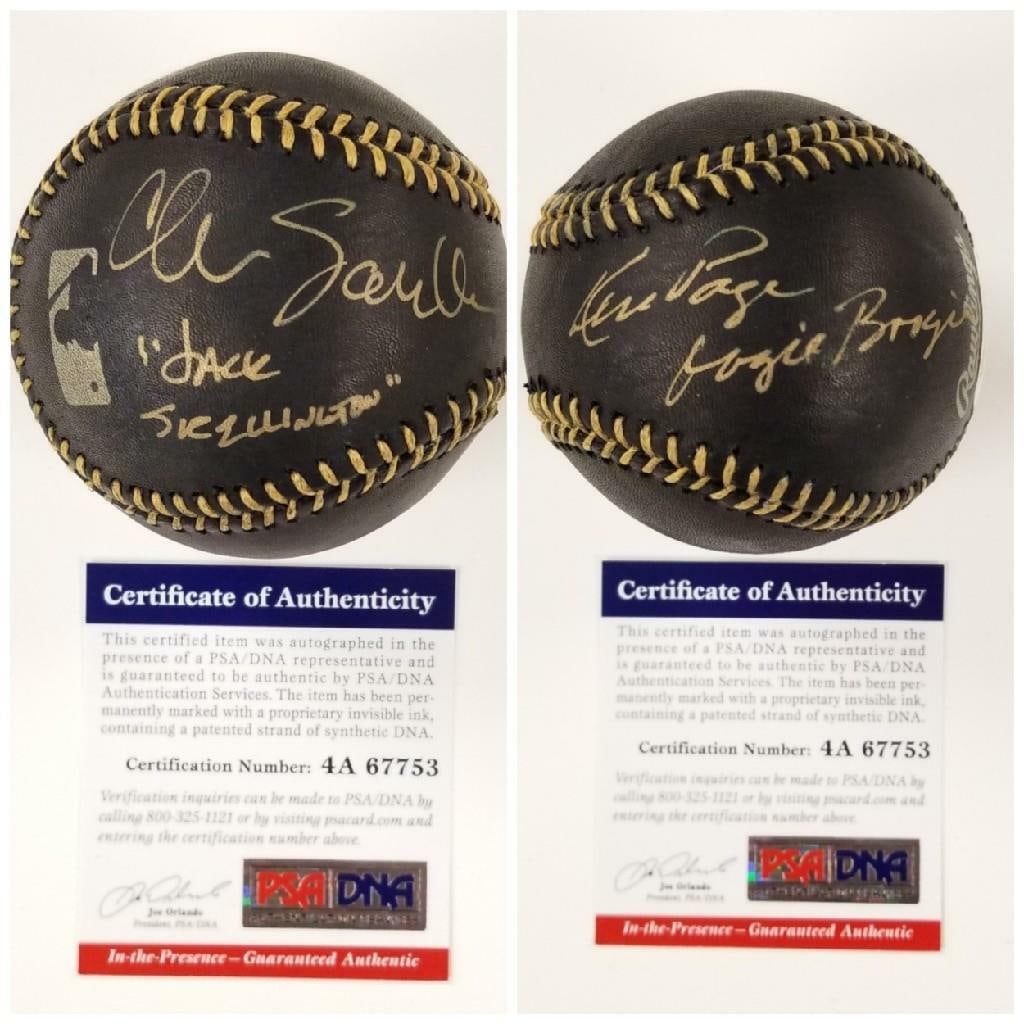 Chris Sarandon
"JACK
SKELLINGTON"
Certificate of Authenticity
This certified item was autographed in the
presence of a PSA/DNA representative and
is guaranteed to be authentic by PSA/DNA
Authentication Services. The item has been per-
manently marked with a proprietary invisible ink,
containing a patented strand of synthetic DNA.
Certification Number: 4A 67753
Verification inquiries can be made to PSA/DNA by
calling 800-325-1121 or by visiting psacard.com and
entering the certification number above.
Joe Orlando
President, PSA/DNA
PSA DNA
In-the-Presence – Guaranteed Authentic
Ken Page
Oogie Boogie
Rawlings
Certificate of Authenticity
This certified item was autographed in the
presence of a PSA/DNA representative and
is guaranteed to be authentic by PSA/DNA
Authentication Services. The item has been per-
manently marked with a proprietary invisible ink,
containing a patented strand of synthetic DNA.
Certification Number: 4A 67753
Verification inquiries can be made to PSA/DNA by
calling 800-325-1121 or by visiting psacard.com and
entering the certification number above.
Joe Orlando
President, PSA/DNA
PSA DNA
In-the-Presence – Guaranteed Authentic